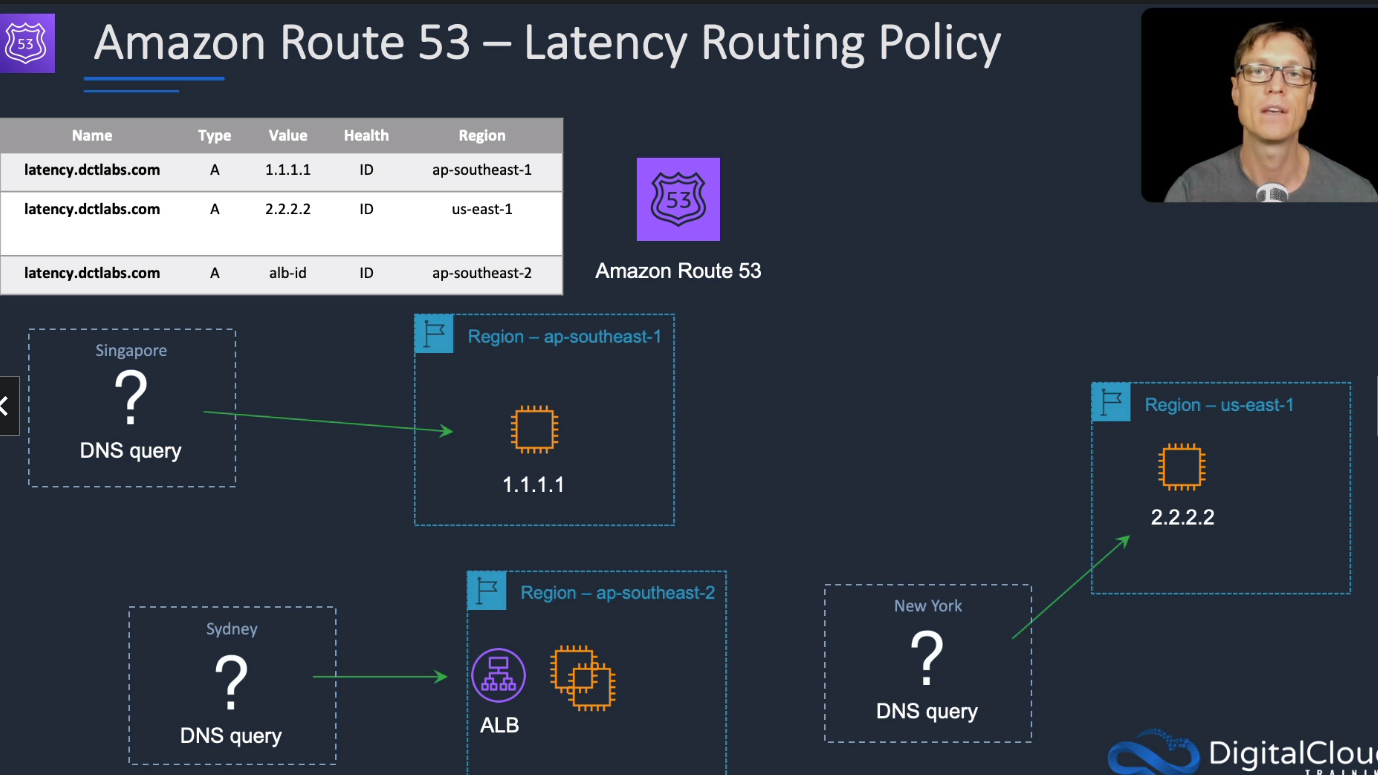 53
Amazon Route 53 – Latency Routing Policy
Name Type Value Health Region
latency.dctlabs.com A 1.1.1.1 ID ap-southeast-1
latency.dctlabs.com A 2.2.2.2 ID us-east-1
latency.dctlabs.com A alb-id ID ap-southeast-2
53
Amazon Route 53
Singapore
?
DNS query
Region – ap-southeast-1
1.1.1.1
Region – us-east-1
2.2.2.2
Sydney
?
DNS query
Region – ap-southeast-2
ALB
New York
?
DNS query
DigitalClou